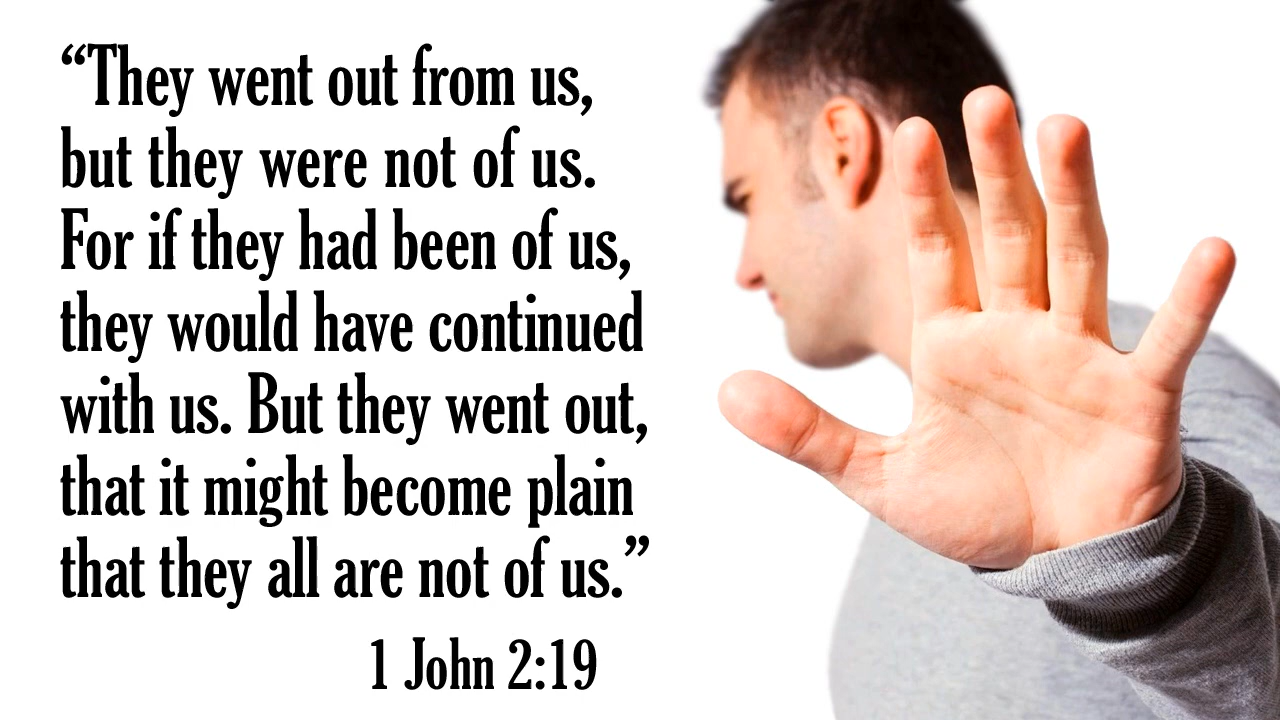 “They went out from us,
but they were not of us.
For if they had been of us,
they would have continued
with us. But they went out,
that it might become plain
that they all are not of us.”
1 John 2:19